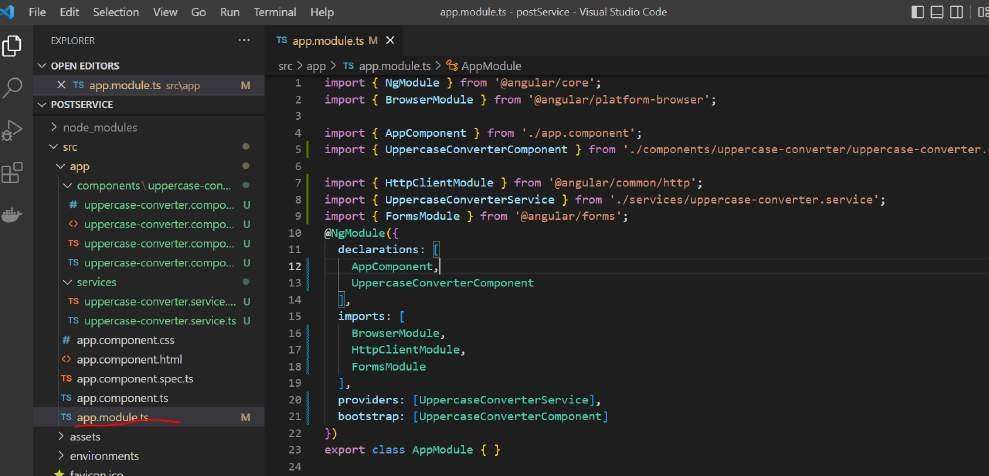 File Edit Selection View Go Run Terminal Help
app.module.ts - postService - Visual Studio Code
EXPLORER
OPEN EDITORS
TS app.module.ts src\app M
POSTSERVICE
node_modules
src
app
components \ uppercase-con...
# uppercase-converter.compo... U
<> uppercase-converter.compo... U
TS uppercase-converter.compo... U
TS uppercase-converter.compo... U
services
TS uppercase-converter.service.... U
TS uppercase-converter.service.ts U
# app.component.css
<> app.component.html
TS app.component.spec.ts
TS app.component.ts
TS app.module.ts M
assets
environments
favicon.ico
TS app.module.ts M
src > app > TS app.module.ts > AppModule
1 import { NgModule } from '@angular/core';
2 import { BrowserModule } from '@angular/platform-browser';
3
4 import { AppComponent } from './app.component';
5 import { UppercaseConverterComponent } from './components/uppercase-converter/uppercase-converter.
6
7 import { HttpClientModule } from '@angular/common/http';
8 import { UppercaseConverterService } from './services/uppercase-converter.service';
9 import { FormsModule } from '@angular/forms';
10 @NgModule({
11 declarations: [
12 AppComponent,
13 UppercaseConverterComponent
14 ],
15 imports: [
16 BrowserModule,
17 HttpClientModule,
18 FormsModule
19 ],
20 providers: [UppercaseConverterService],
21 bootstrap: [UppercaseConverterComponent]
22 })
23 export class AppModule { }
24